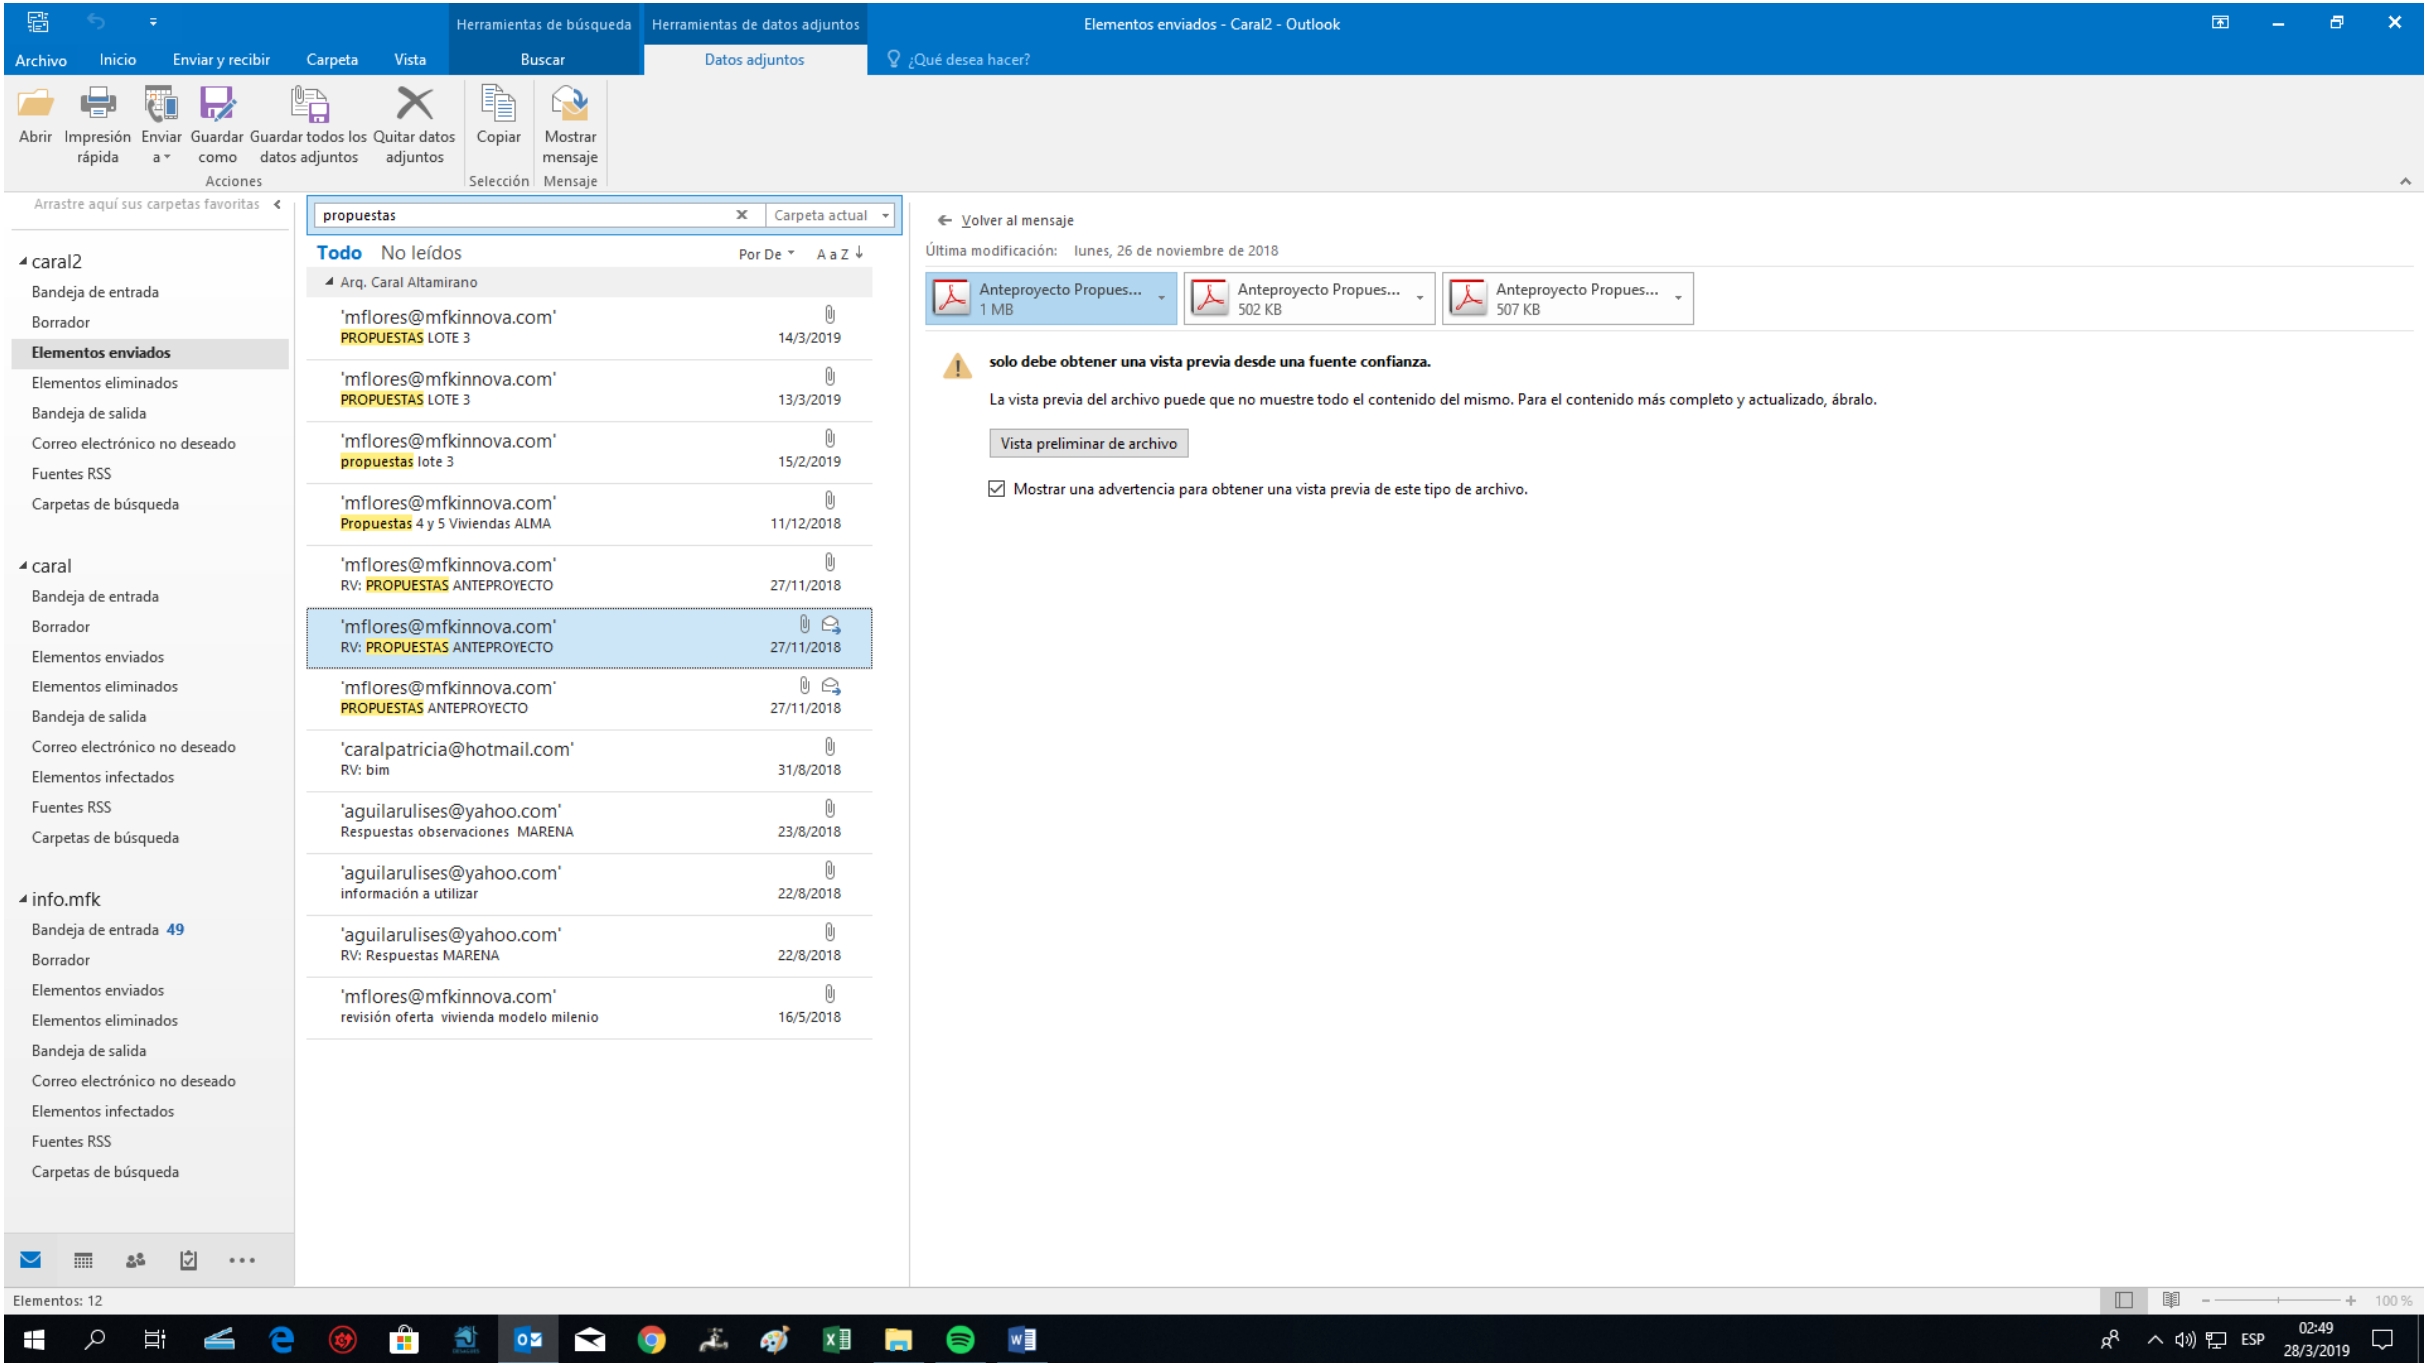 Herramientas de búsqueda
Herramientas de datos adjuntos
Elementos enviados - Caral2 - Outlook
Archivo
Inicio
Enviar y recibir
Carpeta
Vista
Buscar
Datos adjuntos
¿Qué desea hacer?
Abrir
Impresión rápida
Enviar a
Guardar como
Guardar todos los datos adjuntos
Quitar datos adjuntos
Copiar
Mostrar mensaje
Acciones
Selección
Mensaje
Arrastre aquí sus carpetas favoritas
caral2
Bandeja de entrada
Borrador
Elementos enviados
Elementos eliminados
Bandeja de salida
Correo electrónico no deseado
Fuentes RSS
Carpetas de búsqueda
caral
Bandeja de entrada
Borrador
Elementos enviados
Elementos eliminados
Bandeja de salida
Correo electrónico no deseado
Elementos infectados
Fuentes RSS
Carpetas de búsqueda
info.mfk
Bandeja de entrada 49
Borrador
Elementos enviados
Elementos eliminados
Bandeja de salida
Correo electrónico no deseado
Elementos infectados
Fuentes RSS
Carpetas de búsqueda
propuestas
Carpeta actual
Todo No leídos
Por De A a Z
Arq. Caral Altamirano
'mflores@mfkinnova.com'
PROPUESTAS LOTE 3 14/3/2019
'mflores@mfkinnova.com'
PROPUESTAS LOTE 3 13/3/2019
'mflores@mfkinnova.com'
propuestas lote 3 15/2/2019
'mflores@mfkinnova.com'
Propuestas 4 y 5 Viviendas ALMA 11/12/2018
'mflores@mfkinnova.com'
RV: PROPUESTAS ANTEPROYECTO 27/11/2018
'mflores@mfkinnova.com'
RV: PROPUESTAS ANTEPROYECTO 27/11/2018
'mflores@mfkinnova.com'
PROPUESTAS ANTEPROYECTO 27/11/2018
'caralpatricia@hotmail.com'
RV: bim 31/8/2018
'aguilarulises@yahoo.com'
Respuestas observaciones MARENA 23/8/2018
'aguilarulises@yahoo.com'
información a utilizar 22/8/2018
'aguilarulises@yahoo.com'
RV: Respuestas MARENA 22/8/2018
'mflores@mfkinnova.com'
revisión oferta vivienda modelo milenio 16/5/2018
Volver al mensaje
Última modificación: lunes, 26 de noviembre de 2018
Anteproyecto Propues...
1 MB
Anteproyecto Propues...
502 KB
Anteproyecto Propues...
507 KB
solo debe obtener una vista previa desde una fuente confianza.
La vista previa del archivo puede que no muestre todo el contenido del mismo. Para el contenido más completo y actualizado, ábralo.
Vista preliminar de archivo
Mostrar una advertencia para obtener una vista previa de este tipo de archivo.
Elementos: 12
100 %
ESP
02:49
28/3/2019